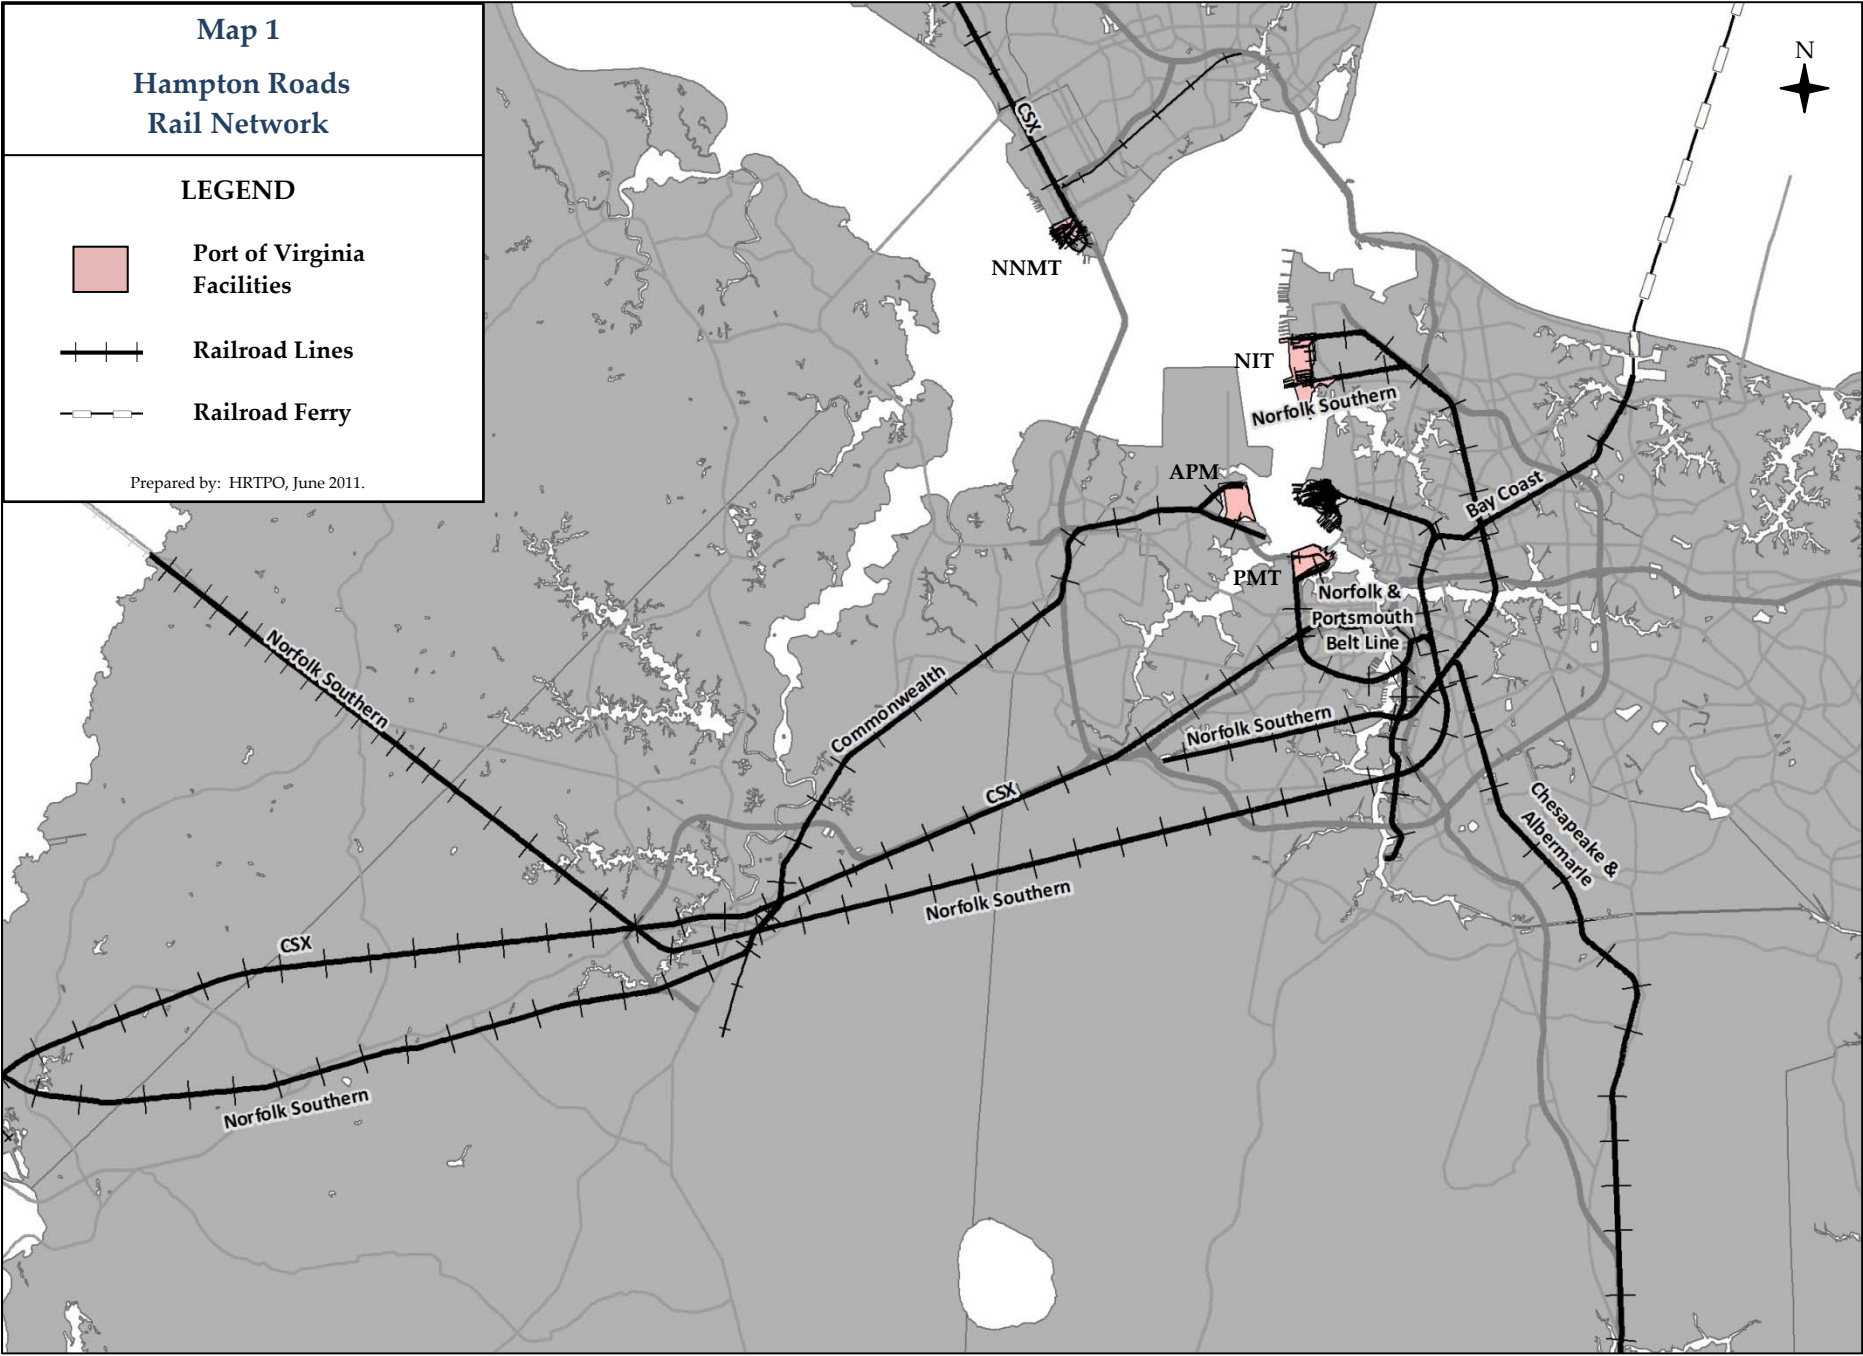 Map 1
Hampton Roads
Rail Network
LEGEND
Port of Virginia
Facilities
Railroad Lines
Railroad Ferry
Prepared by: HRTPO, June 2011.
N
CSX
NNMT
NIT
Norfolk Southern
APM
Bay Coast
PMT
Norfolk &
Portsmouth
Belt Line
Norfolk Southern
Commonwealth
Norfolk Southern
CSX
Chesapeake &
Albermarle
Norfolk Southern
CSX
Norfolk Southern